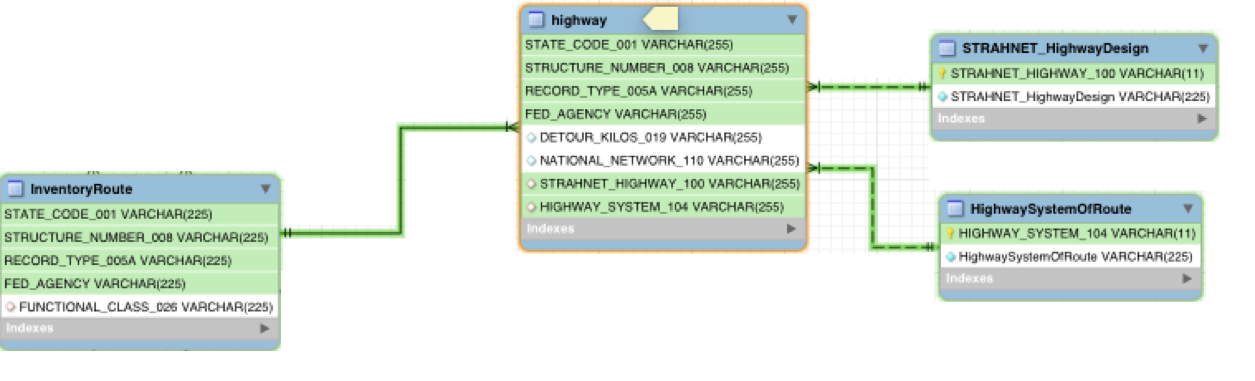 highway
STATE_CODE_001 VARCHAR(255)
STRUCTURE_NUMBER_008 VARCHAR(255)
RECORD_TYPE_005A VARCHAR(255)
FED_AGENCY VARCHAR(255)
DETOUR_KILOS_019 VARCHAR(255)
NATIONAL_NETWORK_110 VARCHAR(255)
STRAHNET_HIGHWAY_100 VARCHAR(255)
HIGHWAY_SYSTEM_104 VARCHAR(255)
Indexes
STRAHNET_HighwayDesign
STRAHNET_HIGHWAY_100 VARCHAR(11)
STRAHNET_HighwayDesign VARCHAR(225)
Indexes
InventoryRoute
STATE_CODE_001 VARCHAR(225)
STRUCTURE_NUMBER_008 VARCHAR(225)
RECORD_TYPE_005A VARCHAR(225)
FED_AGENCY VARCHAR(225)
FUNCTIONAL_CLASS_026 VARCHAR(225)
Indexes
HighwaySystemOfRoute
HIGHWAY_SYSTEM_104 VARCHAR(11)
HighwaySystemOfRoute VARCHAR(225)
Indexes